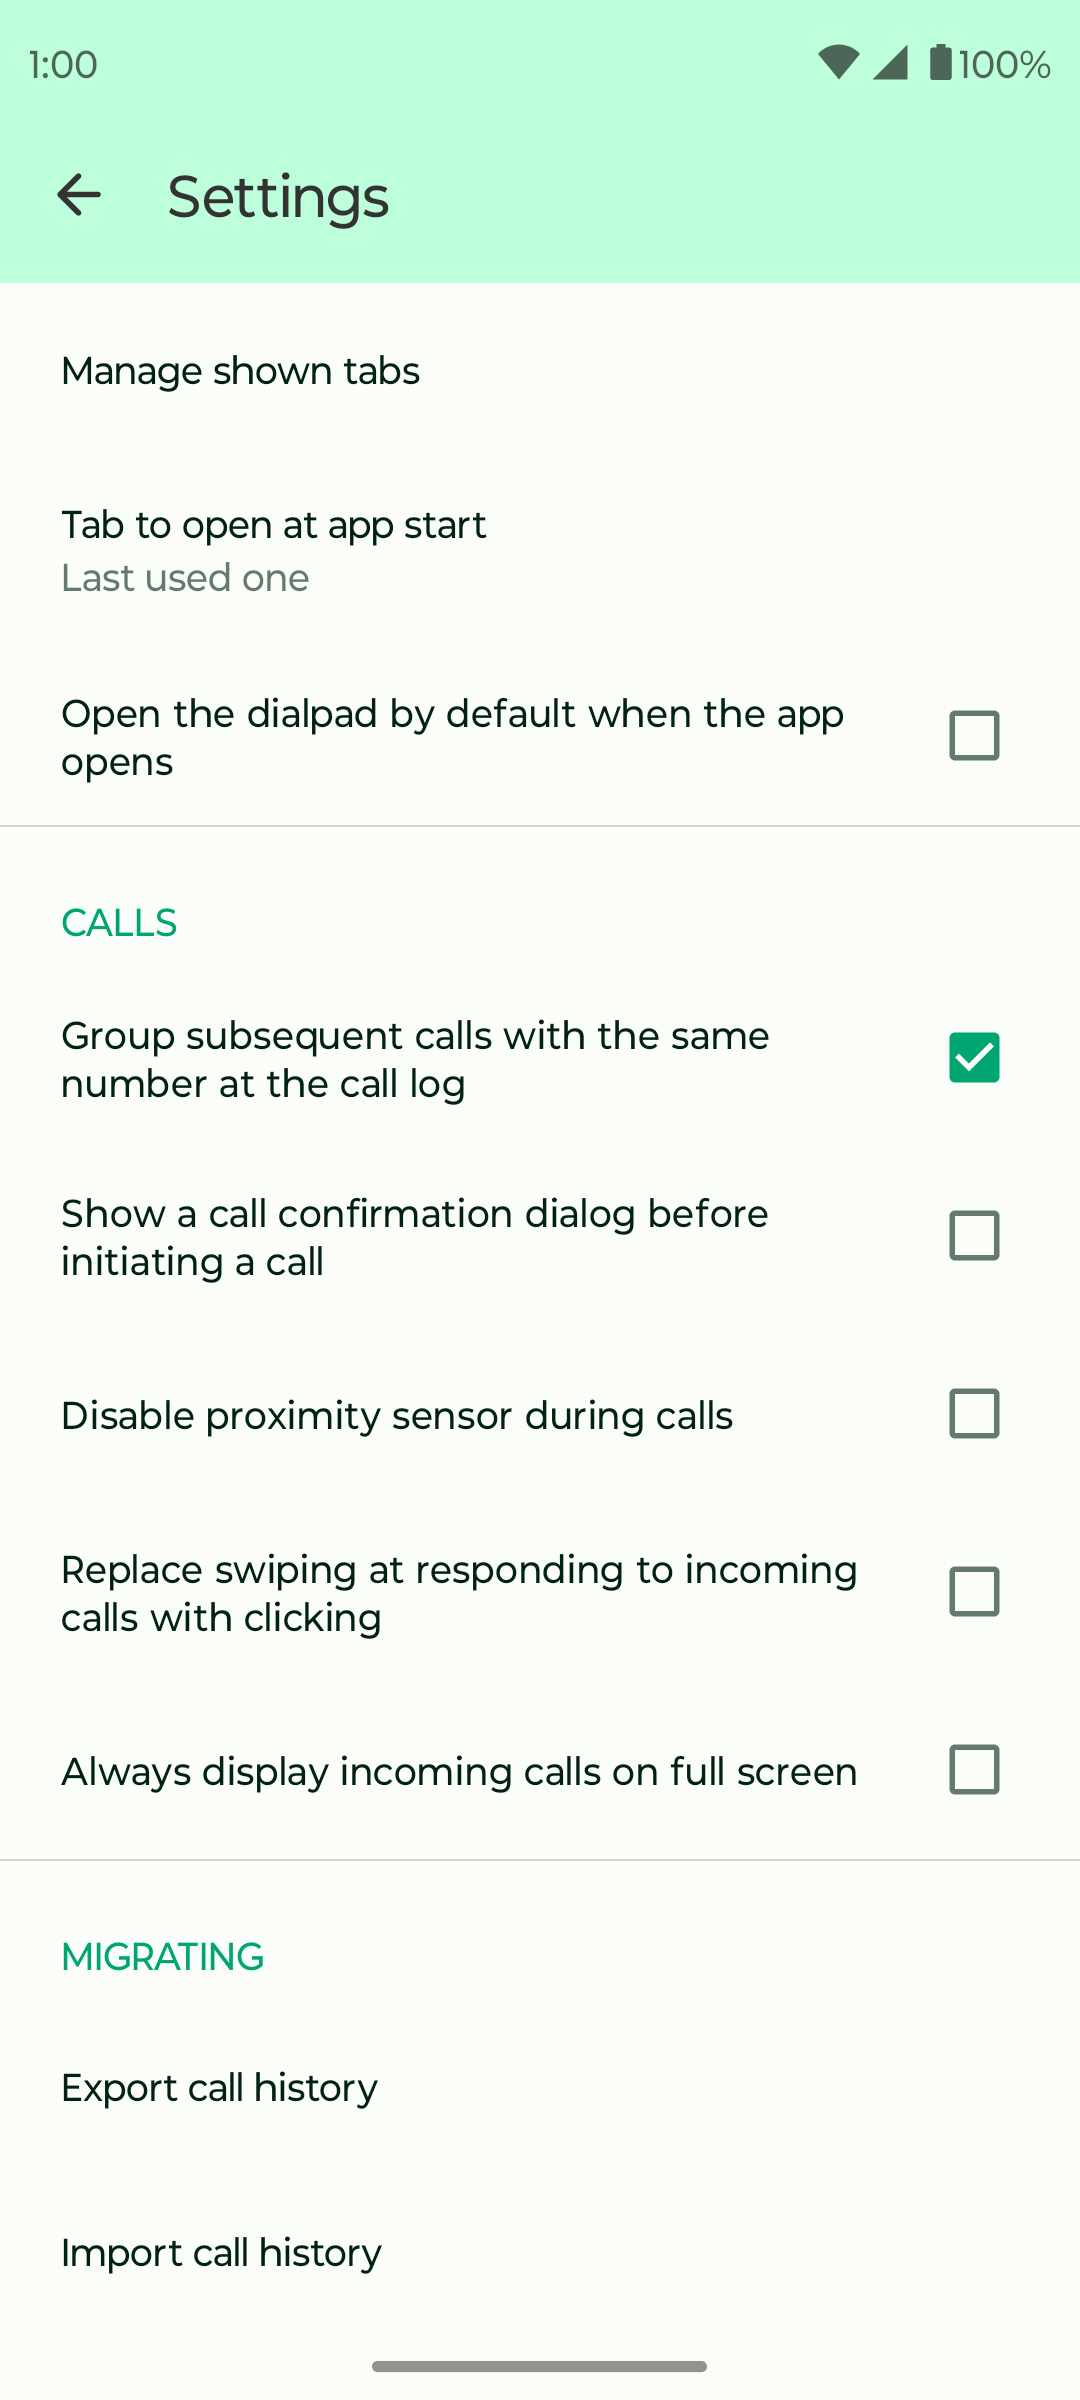 1:00
100%
Settings
Manage shown tabs
Tab to open at app start
Last used one
Open the dialpad by default when the app
opens
CALLS
Group subsequent calls with the same
number at the call log
Show a call confirmation dialog before
initiating a call
Disable proximity sensor during calls
Replace swiping at responding to incoming
calls with clicking
Always display incoming calls on full screen
MIGRATING
Export call history
Import call history